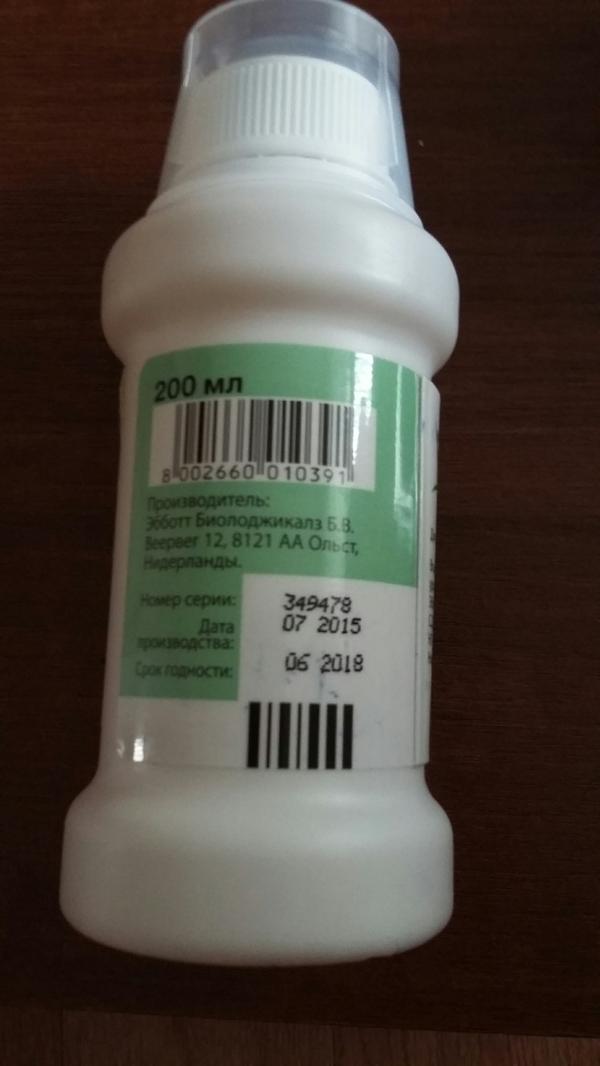 200 мл
8 002660 010391
Производитель:
Эбботт Биолоджикалз Б.В.
Веервег 12, 8121 АА Ольст,
Нидерланды.
Номер серии: 349478
Дата 07 2015
производства:
Срок годности: 06 2018